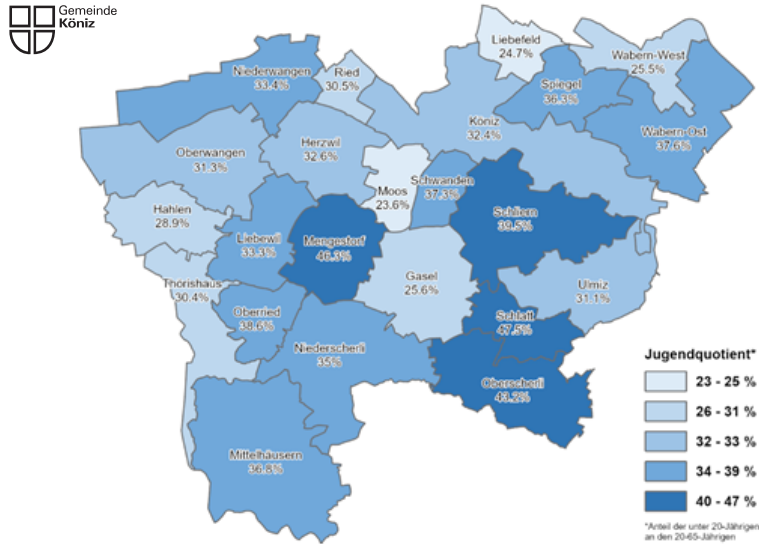 Gemeinde
Köniz
Liebefeld
24.7%
Wabern-West
25.5%
Niederwangen
33.4%
Ried
30.5%
Spiegel
36.3%
Köniz
32.4%
Wabern-Ost
37.6%
Herzwil
32.6%
Oberwangen
31.3%
Moos
23.6%
Schwanden
37.3%
Hahlen
28.9%
Schliern
39.5%
Liebewil
33.3%
Mengestorf
46.3%
Gasel
25.6%
Thörishaus
30.4%
Ulmiz
31.1%
Oberried
38.6%
Schlatt
47.5%
Niederscherli
35%
Oberscherli
43.2%
Mittelhäusern
36.8%
Jugendquotient*
23 - 25 %
26 - 31 %
32 - 33 %
34 - 39 %
40 - 47 %
*Anteil der unter 20-Jährigen
an den 20-65-Jährigen